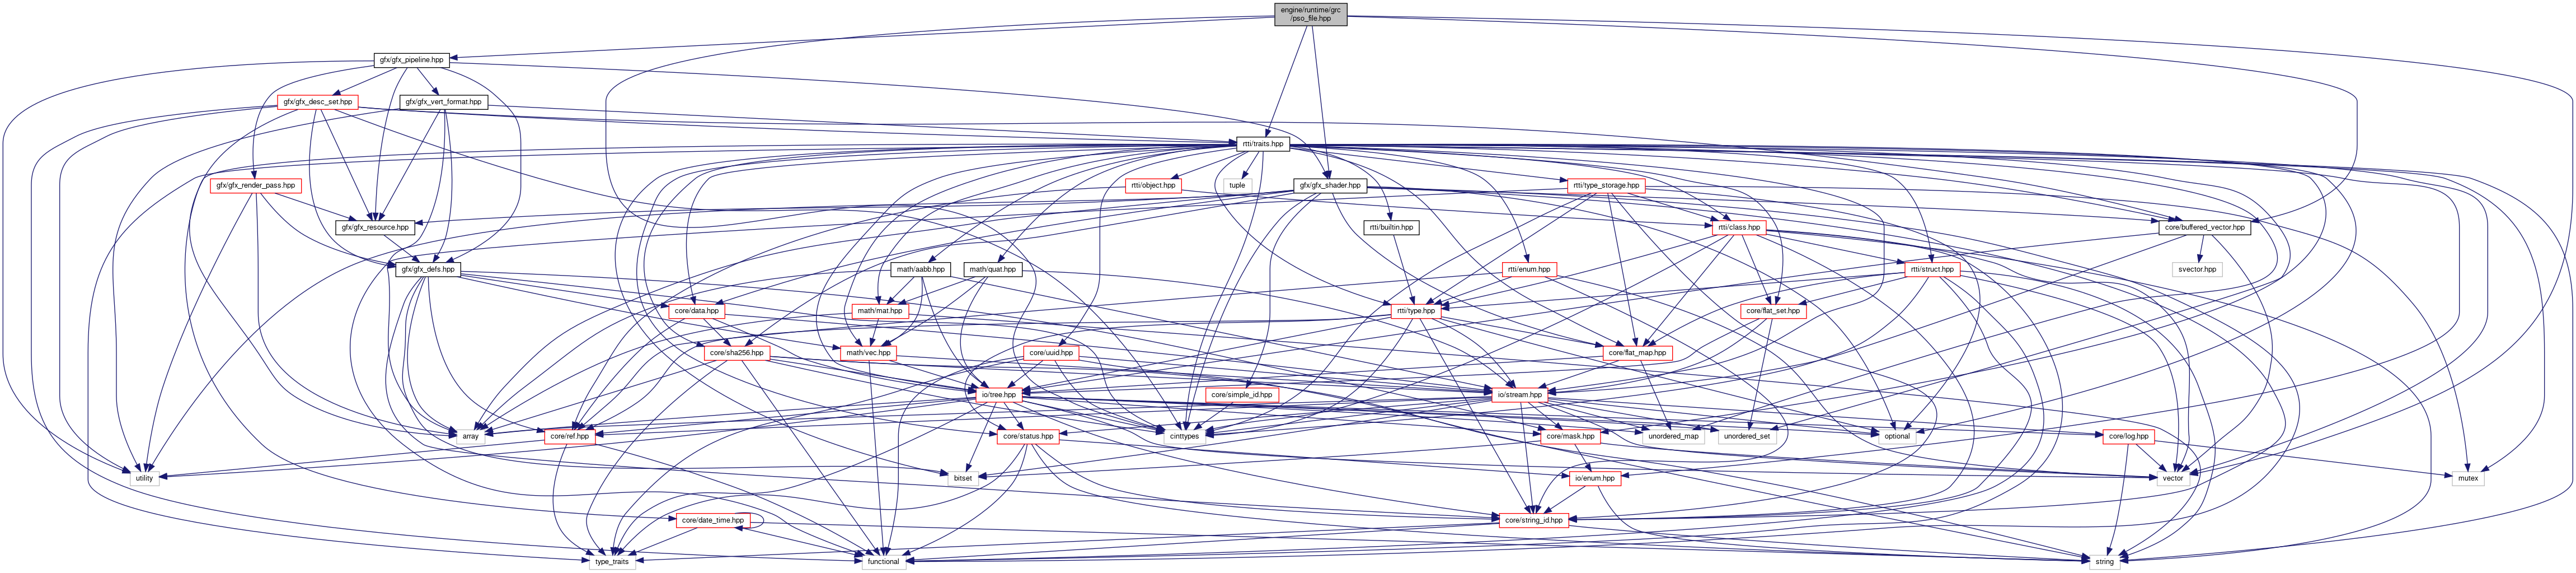 engine/runtime/grc
/pso_file.hpp
gfx/gfx_pipeline.hpp
gfx/gfx_desc_set.hpp
gfx/gfx_vert_format.hpp
rtti/traits.hpp
gfx/gfx_render_pass.hpp
rtti/object.hpp
tuple
gfx/gfx_shader.hpp
rtti/type_storage.hpp
gfx/gfx_resource.hpp
rtti/builtin.hpp
rtti/class.hpp
core/buffered_vector.hpp
gfx/gfx_defs.hpp
math/aabb.hpp
math/quat.hpp
rtti/enum.hpp
rtti/struct.hpp
svector.hpp
core/data.hpp
math/mat.hpp
rtti/type.hpp
core/flat_set.hpp
core/sha256.hpp
math/vec.hpp
core/uuid.hpp
core/flat_map.hpp
io/tree.hpp
core/simple_id.hpp
io/stream.hpp
array
core/ref.hpp
core/status.hpp
cinttypes
core/mask.hpp
unordered_map
unordered_set
optional
core/log.hpp
utility
bitset
io/enum.hpp
vector
mutex
core/date_time.hpp
core/string_id.hpp
type_traits
functional
string